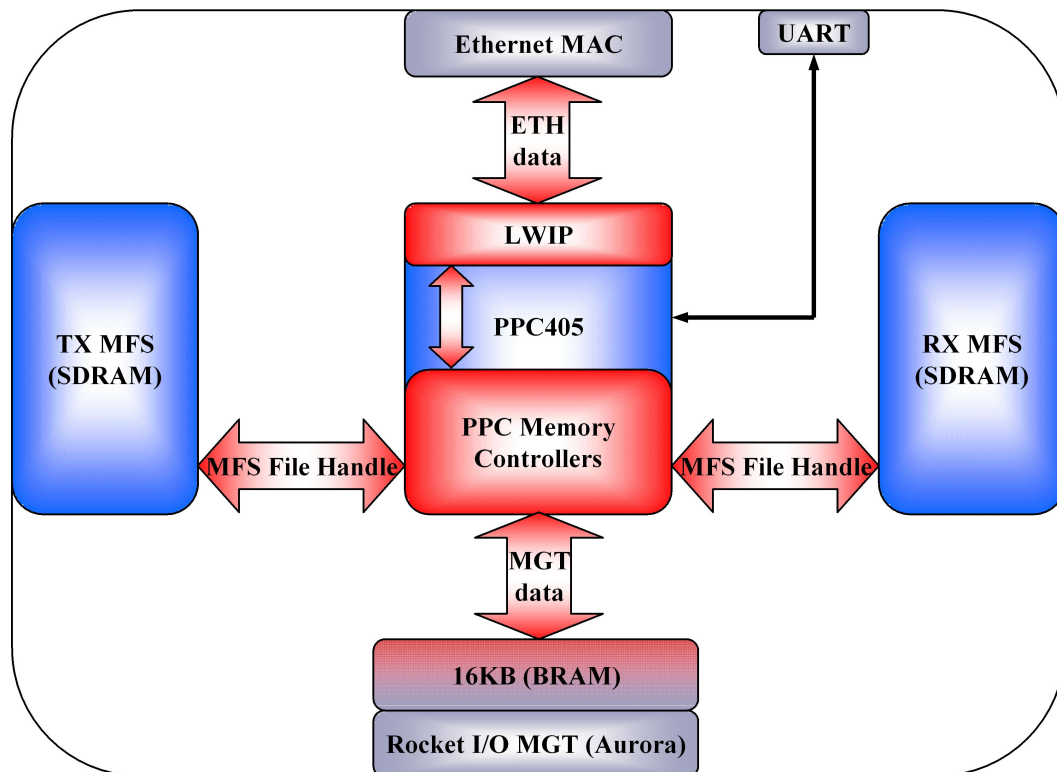 Ethernet MAC
UART
ETH
data
LWIP
PPC405
TX MFS
(SDRAM)
RX MFS
(SDRAM)
PPC Memory
Controllers
MFS File Handle
MFS File Handle
MGT
data
16KB (BRAM)
Rocket I/O MGT (Aurora)